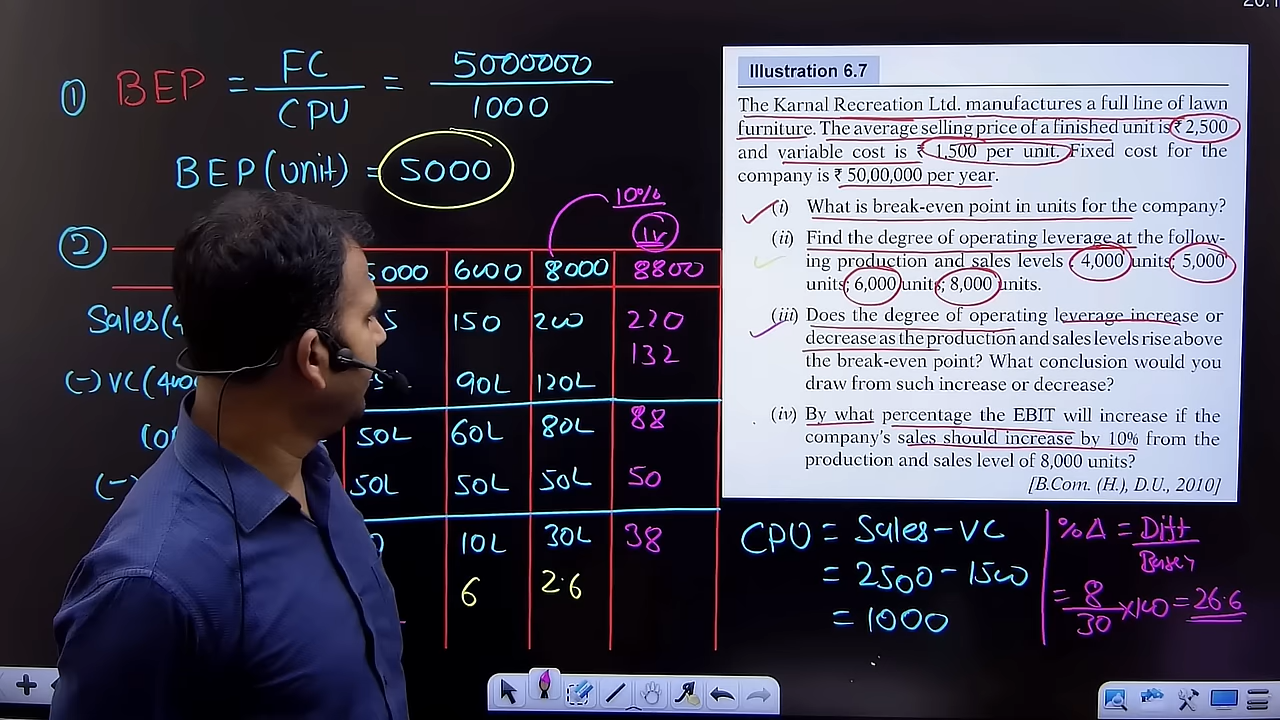 ① BEP = FC / CPU = 5000000 / 1000
BEP (unit) = 5000
10%
iv
②
5000 6000 8000 8800
Sales 150 200 220
132
(-) VC 90L 120L
50L 60L 80L 88
(-) 50L 50L 50L 50
10L 30L 38
6 2.6
Illustration 6.7
The Karnal Recreation Ltd. manufactures a full line of lawn
furniture. The average selling price of a finished unit is ₹ 2,500
and variable cost is ₹ 1,500 per unit. Fixed cost for the
company is ₹ 50,00,000 per year.
(i) What is break-even point in units for the company?
(ii) Find the degree of operating leverage at the follow-
ing production and sales levels 4,000 units; 5,000
units; 6,000 units; 8,000 units.
(iii) Does the degree of operating leverage increase or
decrease as the production and sales levels rise above
the break-even point? What conclusion would you
draw from such increase or decrease?
(iv) By what percentage the EBIT will increase if the
company's sales should increase by 10% from the
production and sales level of 8,000 units?
[B.Com. (H.), D.U., 2010]
CPU = Sales - VC
= 2500 - 1500
= 1000
% Δ = Diff / Base
= 8 / 30 × 100 = 26.6